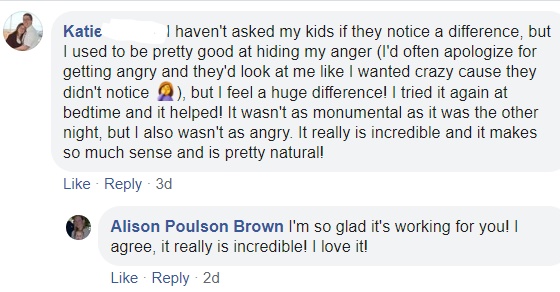 Katie I haven't asked my kids if they notice a difference, but
I used to be pretty good at hiding my anger (I'd often apologize for
getting angry and they'd look at me like I wanted crazy cause they
didn't notice 🤦‍♀️), but I feel a huge difference! I tried it again at
bedtime and it helped! It wasn't as monumental as it was the other
night, but I also wasn't as angry. It really is incredible and it makes
so much sense and is pretty natural!
Like · Reply · 3d
Alison Poulson Brown I'm so glad it's working for you! I
agree, it really is incredible! I love it!
Like · Reply · 2d